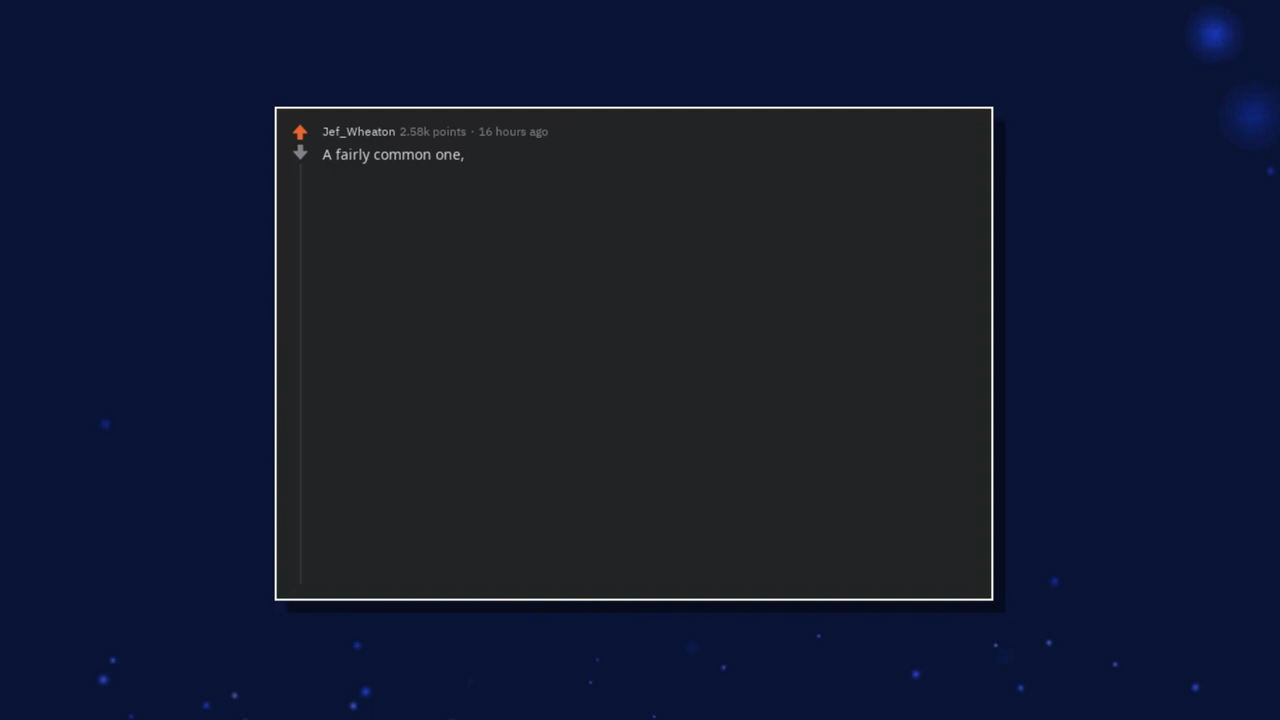 Jef_Wheaton 2.58k points · 16 hours ago
A fairly common one,